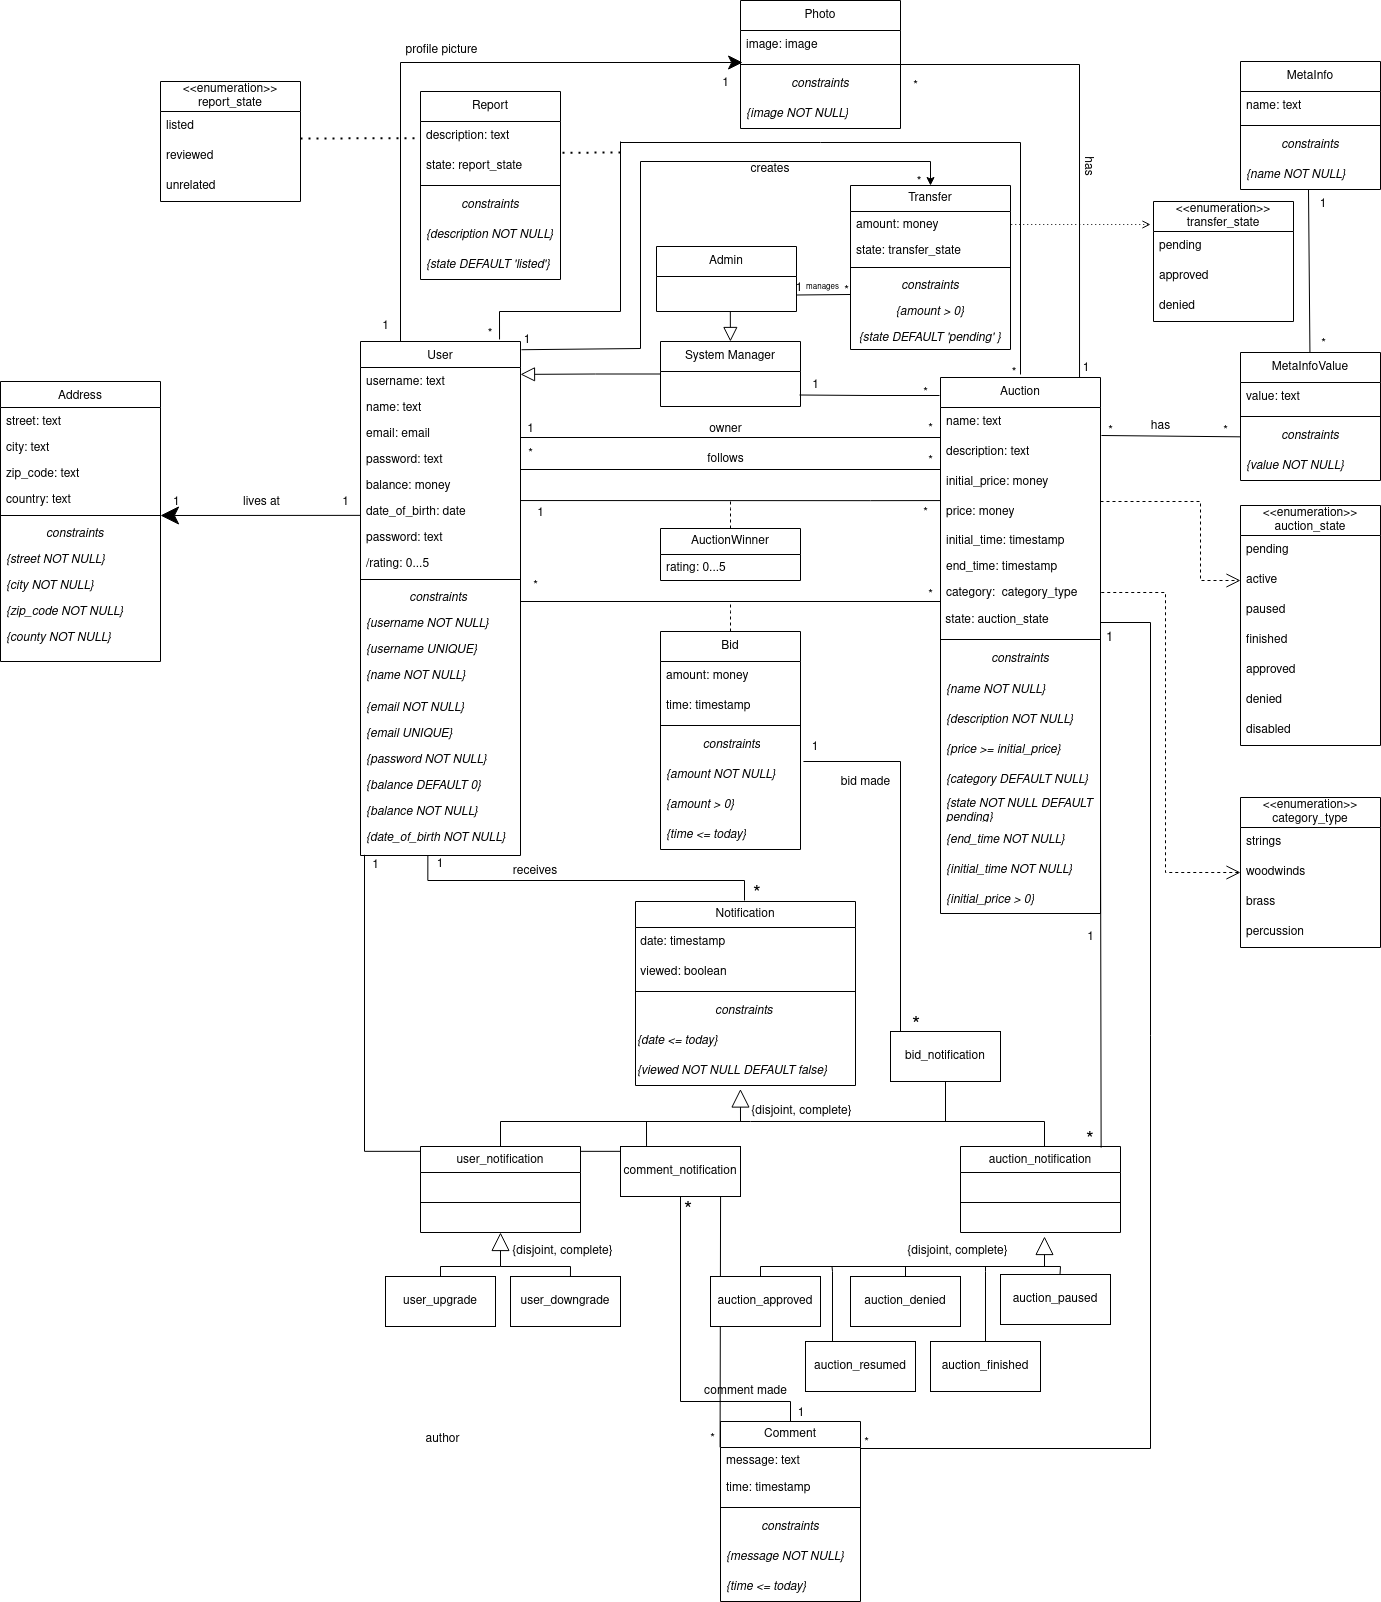 Photo
image: image
constraints
{image NOT NULL}
profile picture
1
1
*
has
1
<<enumeration>>
report_state
listed
reviewed
unrelated
Report
description: text
state: report_state
constraints
{description NOT NULL}
{state DEFAULT 'listed'}
MetaInfo
name: text
constraints
{name NOT NULL}
1
*
creates
*
1
Transfer
amount: money
state: transfer_state
constraints
{amount > 0}
{state DEFAULT 'pending' }
<<enumeration>>
transfer_state
pending
approved
denied
Admin
1
manages
*
System Manager
1
*
*
*
MetaInfoValue
value: text
constraints
{value NOT NULL}
*
has
*
User
username: text
name: text
email: email
password: text
balance: money
date_of_birth: date
password: text
/rating: 0...5
constraints
{username NOT NULL}
{username UNIQUE}
{name NOT NULL}
{email NOT NULL}
{email UNIQUE}
{password NOT NULL}
{balance DEFAULT 0}
{balance NOT NULL}
{date_of_birth NOT NULL}
Address
street: text
city: text
zip_code: text
country: text
constraints
{street NOT NULL}
{city NOT NULL}
{zip_code NOT NULL}
{county NOT NULL}
1
lives at
1
1
owner
*
*
follows
*
1
*
AuctionWinner
rating: 0...5
*
*
Bid
amount: money
time: timestamp
constraints
{amount NOT NULL}
{amount > 0}
{time <= today}
Auction
name: text
description: text
initial_price: money
price: money
initial_time: timestamp
end_time: timestamp
category:  category_type
state: auction_state
constraints
{name NOT NULL}
{description NOT NULL}
{price >= initial_price}
{category DEFAULT NULL}
{state NOT NULL DEFAULT
pending}
{end_time NOT NULL}
{initial_time NOT NULL}
{initial_price > 0}
<<enumeration>>
auction_state
pending
active
paused
finished
approved
denied
disabled
<<enumeration>>
category_type
strings
woodwinds
brass
percussion
1
1
1
bid made
*
1
1
receives
*
Notification
date: timestamp
viewed: boolean
constraints
{date <= today}
{viewed NOT NULL DEFAULT false}
bid_notification
{disjoint, complete}
*
user_notification
comment_notification
auction_notification
*
{disjoint, complete}
{disjoint, complete}
user_upgrade
user_downgrade
auction_approved
auction_denied
auction_paused
auction_resumed
auction_finished
comment made
1
author
*
*
Comment
message: text
time: timestamp
constraints
{message NOT NULL}
{time <= today}